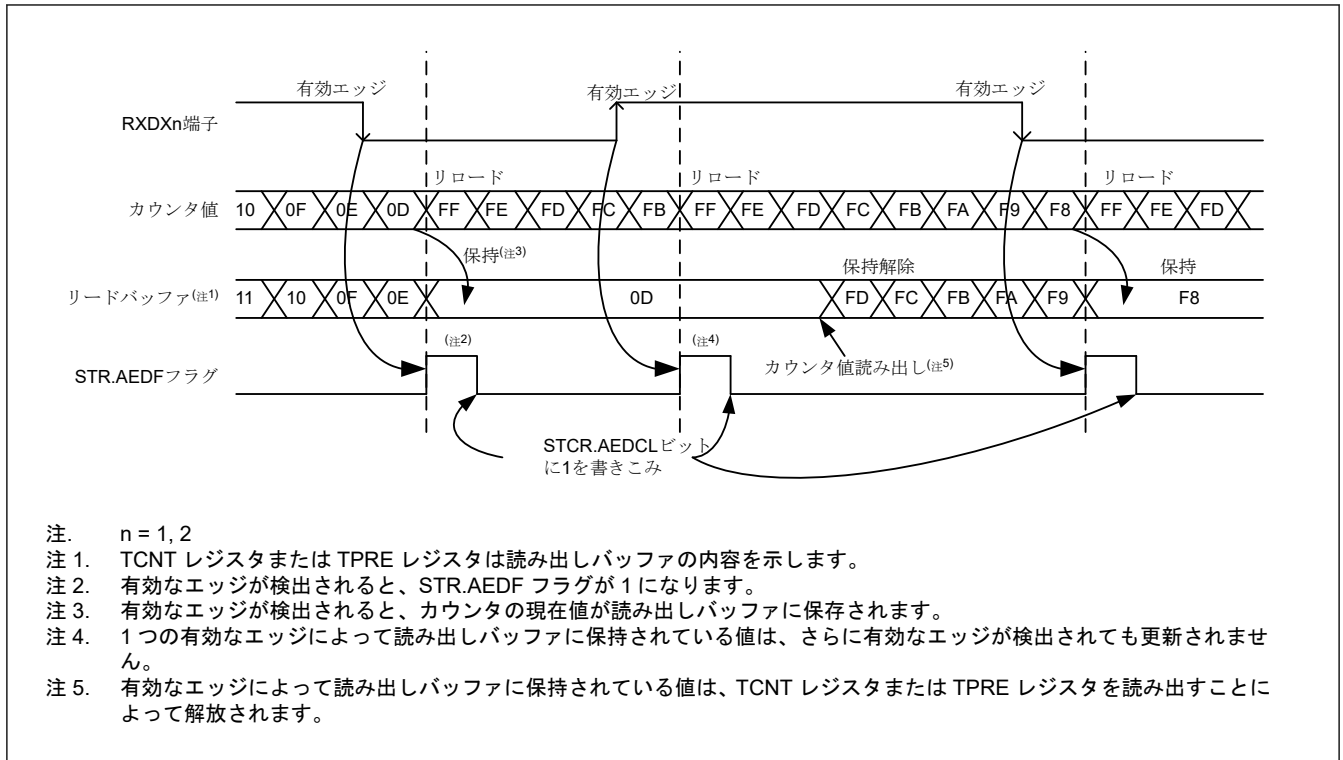 有効エッジ 有効エッジ 有効エッジ
RXDXn端子
リロード リロード リロード
カウンタ値 10 0F 0E 0D FF FE FD FC FB FF FE FD FC FB FA F9 F8 FF FE FD
保持(注3) 保持解除 保持
リードバッファ(注1) 11 10 0F 0E 0D FD FC FB FA F9 F8
(注2) (注4)
カウンタ値読み出し(注5)
STR.AEDFフラグ
STCR.AEDCLビット
に1を書きこみ
注. n = 1, 2
注 1. TCNT レジスタまたは TPRE レジスタは読み出しバッファの内容を示します。
注 2. 有効なエッジが検出されると、STR.AEDF フラグが 1 になります。
注 3. 有効なエッジが検出されると、カウンタの現在値が読み出しバッファに保存されます。
注 4. 1 つの有効なエッジによって読み出しバッファに保持されている値は、さらに有効なエッジが検出されても更新されませ
ん。
注 5. 有効なエッジによって読み出しバッファに保持されている値は、TCNT レジスタまたは TPRE レジスタを読み出すことに
よって解放されます。